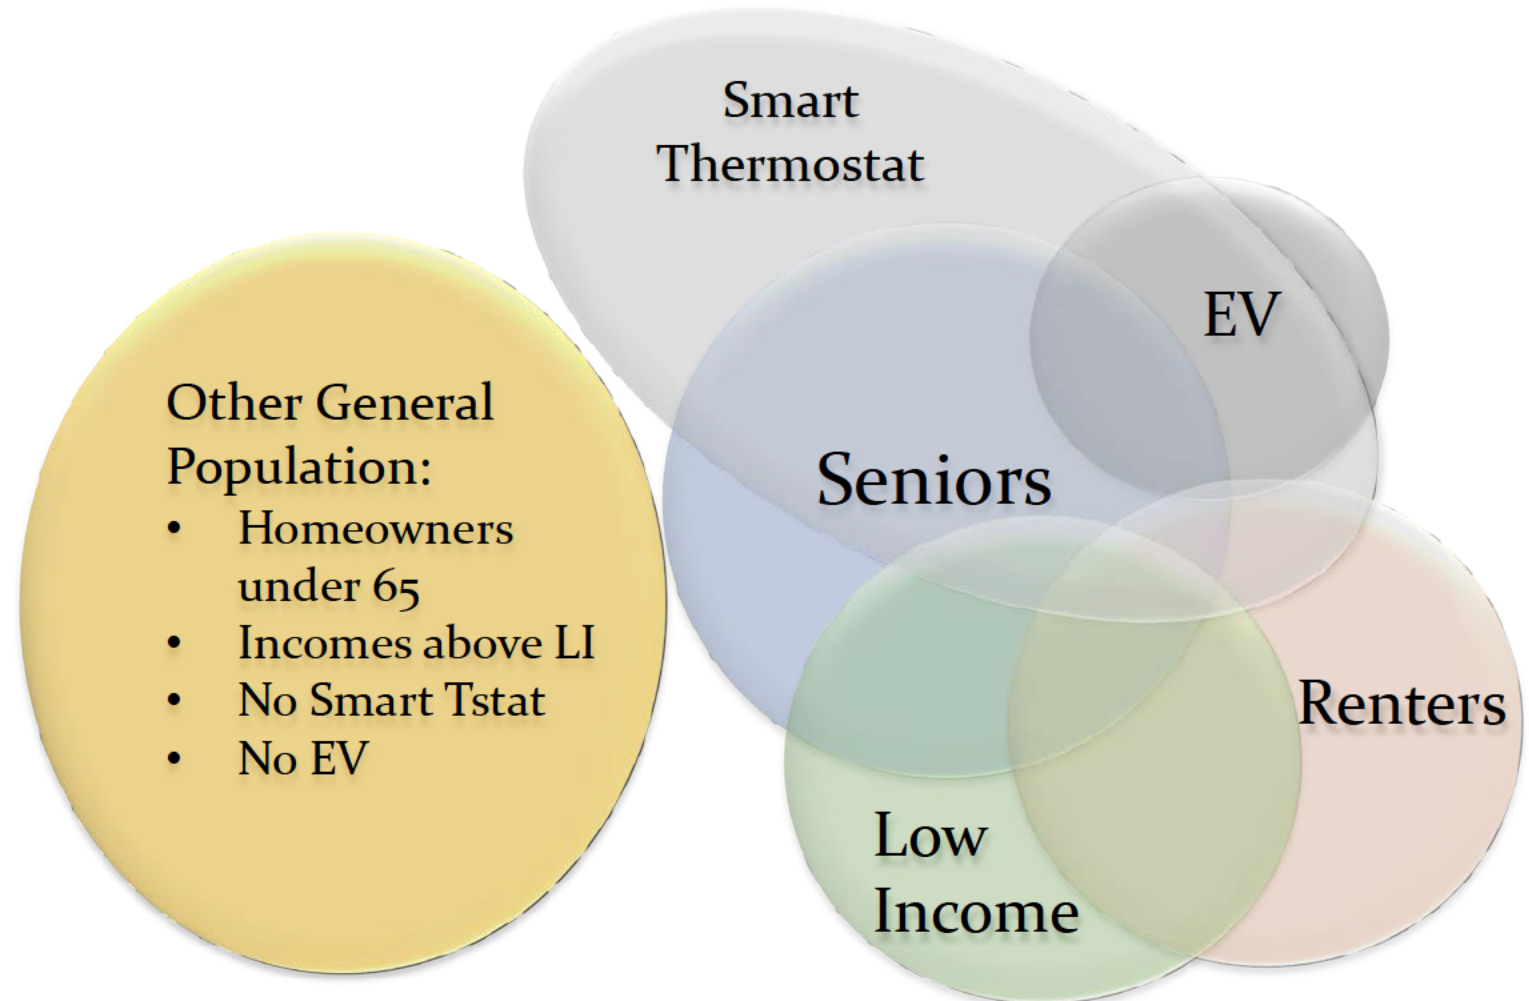 Smart
Thermostat
EV
Other General
Population:
• Homeowners
under 65
• Incomes above LI
• No Smart Tstat
• No EV
Seniors
Renters
Low
Income